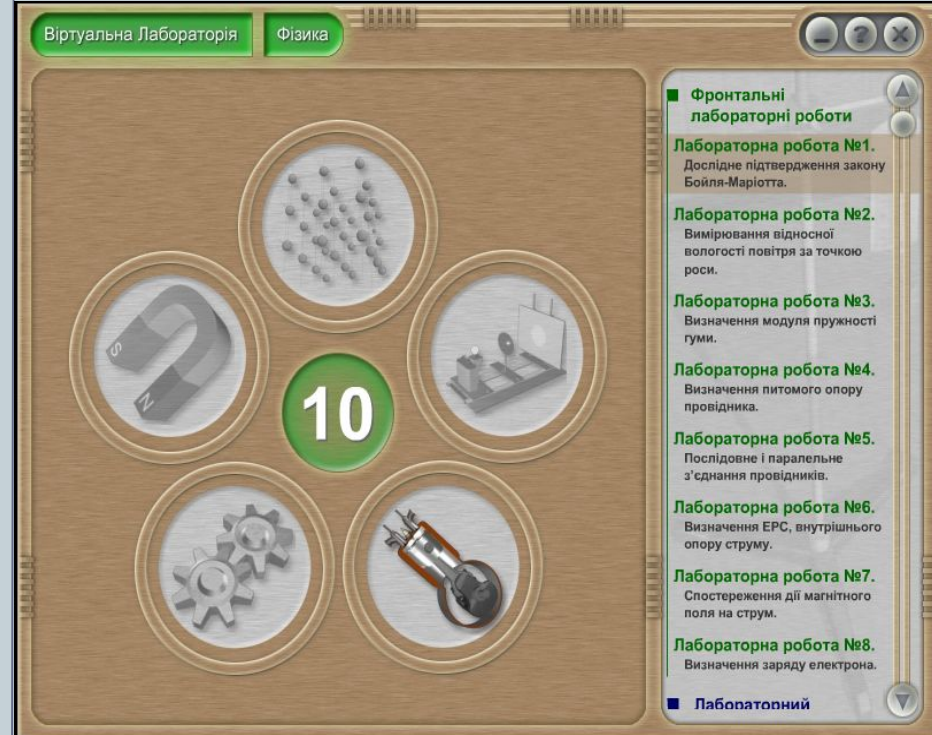 Віртуальна Лабораторія
Фізика
?
Фронтальні
лабораторні роботи
Лабораторна робота №1.
Дослідне підтвердження закону
Бойля-Маріотта.
Лабораторна робота №2.
Вимірювання відносної
вологості повітря за точкою
роси.
Лабораторна робота №3.
Визначення модуля пружності
гуми.
Лабораторна робота №4.
Визначення питомого опору
провідника.
Лабораторна робота №5.
Послідовне і паралельне
з'єднання провідників.
Лабораторна робота №6.
Визначення ЕРС, внутрішнього
опору струму.
Лабораторна робота №7.
Спостереження дії магнітного
поля на струм.
Лабораторна робота №8.
Визначення заряду електрона.
Лабораторний
S
N
10